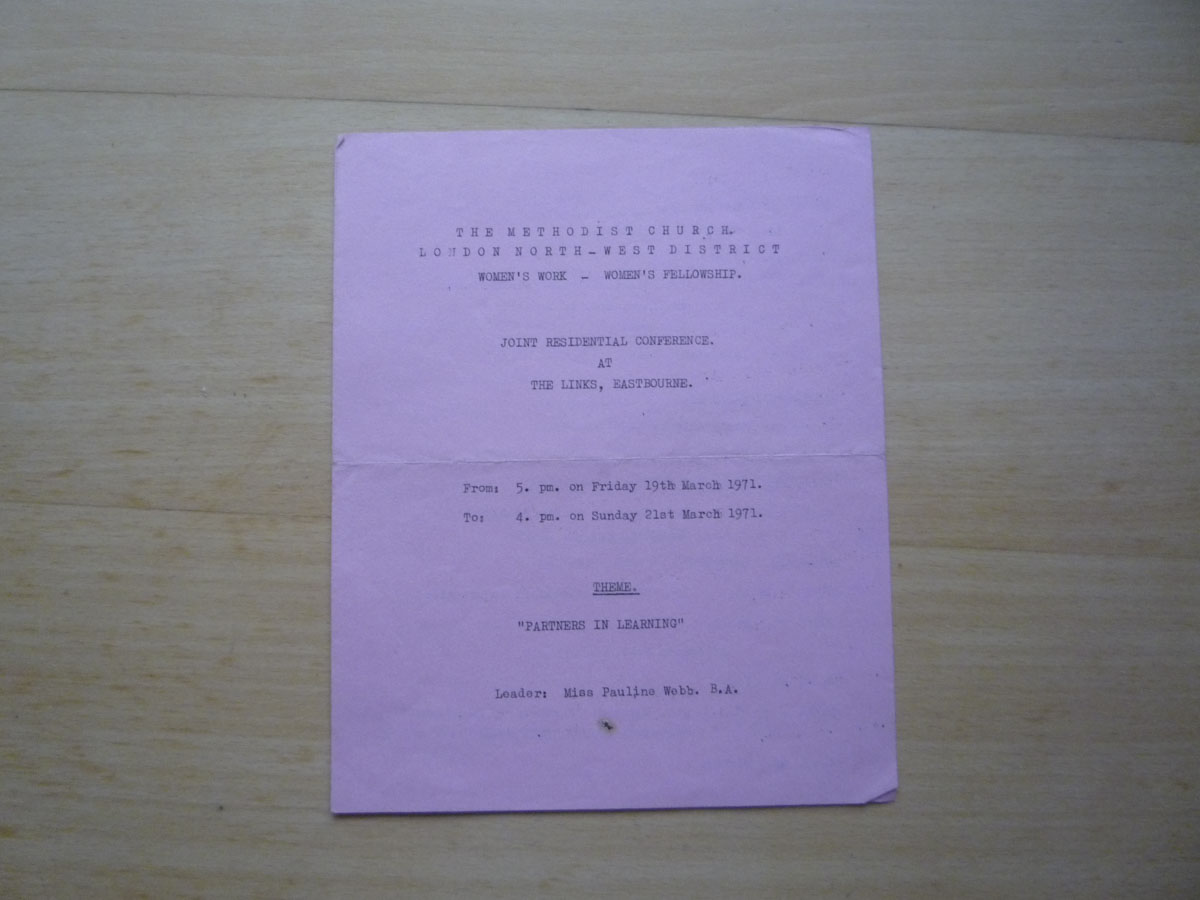 THE METHODIST CHURCH.
LONDON NORTH-WEST DISTRICT
WOMEN'S WORK - WOMEN'S FELLOWSHIP.
JOINT RESIDENTIAL CONFERENCE.
AT
THE LINKS, EASTBOURNE.
From: 5. pm. on Friday 19th March 1971.
To: 4. pm. on Sunday 21st March 1971.
THEME.
"PARTNERS IN LEARNING"
Leader: Miss Pauline Webb. B.A.